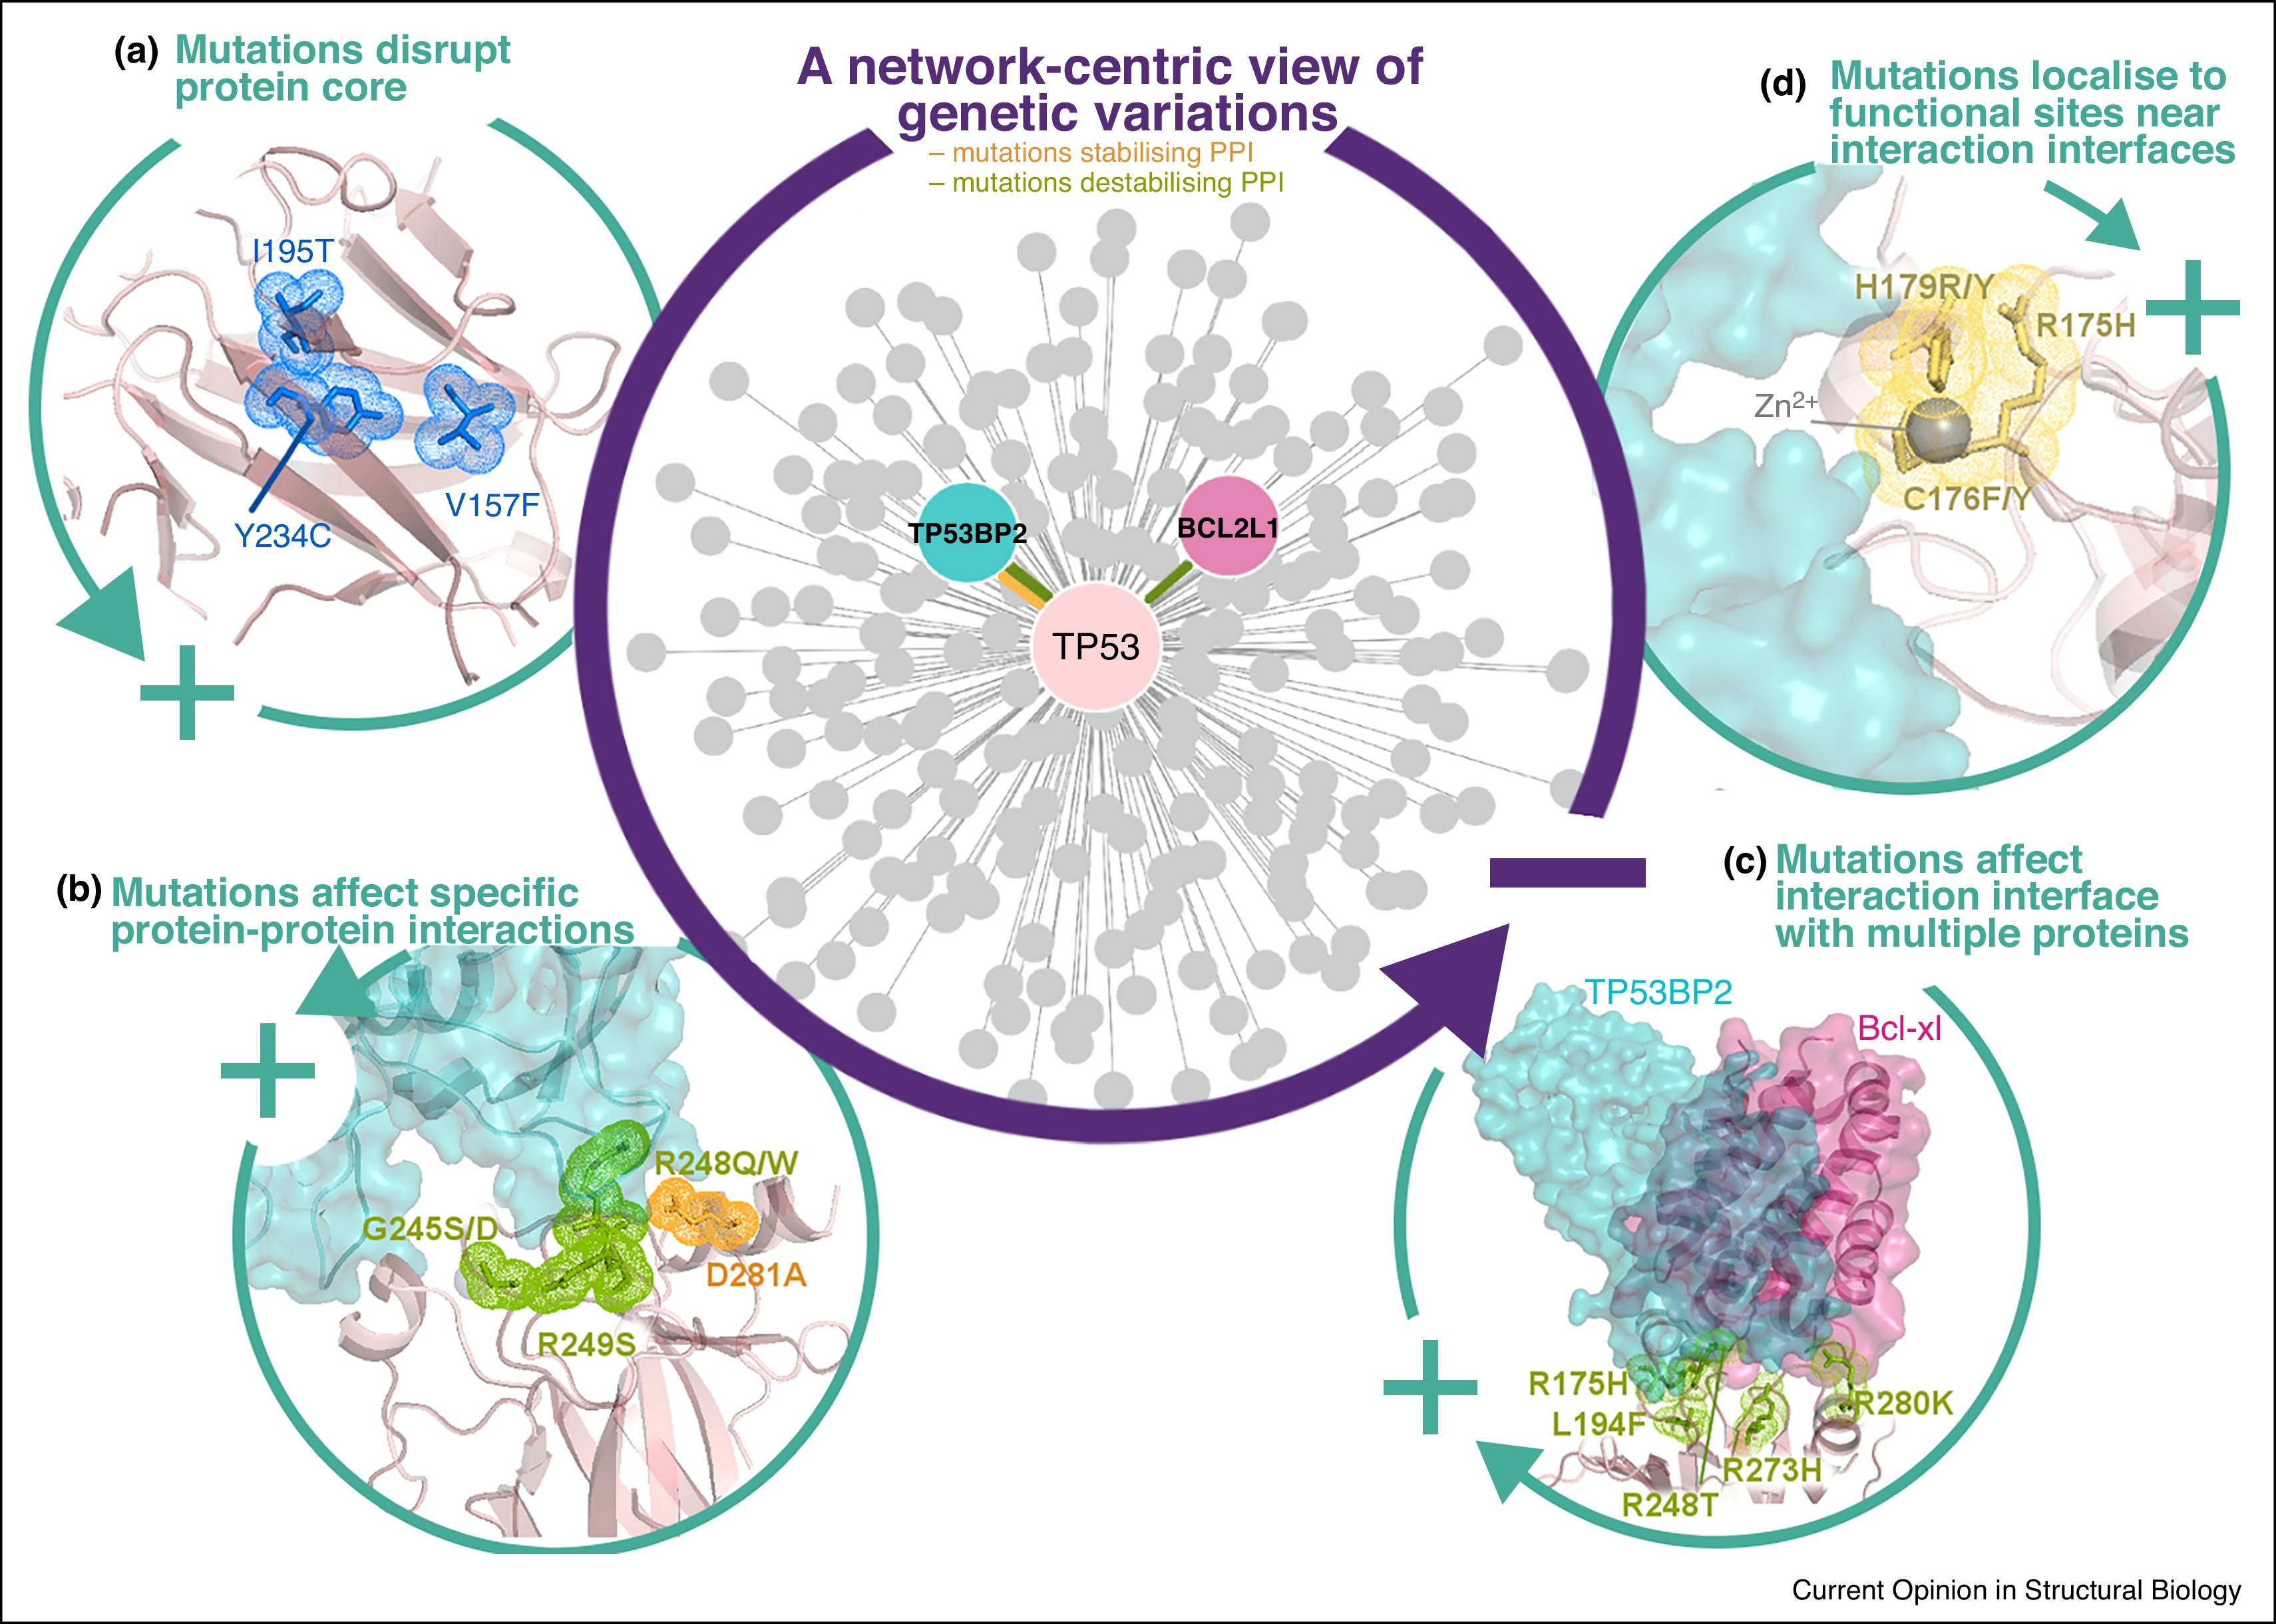 (a) Mutations disrupt
protein core
I195T
Y234C
V157F
A network-centric view of
genetic variations
– mutations stabilising PPI
– mutations destabilising PPI
TP53BP2
BCL2L1
TP53
(d) Mutations localise to
functional sites near
interaction interfaces
H179R/Y
R175H
Zn²⁺
C176F/Y
(b) Mutations affect specific
protein-protein interactions
R248Q/W
G245S/D
D281A
R249S
(c) Mutations affect
interaction interface
with multiple proteins
TP53BP2
Bcl-xl
R175H
L194F
R280K
R273H
R248T
Current Opinion in Structural Biology